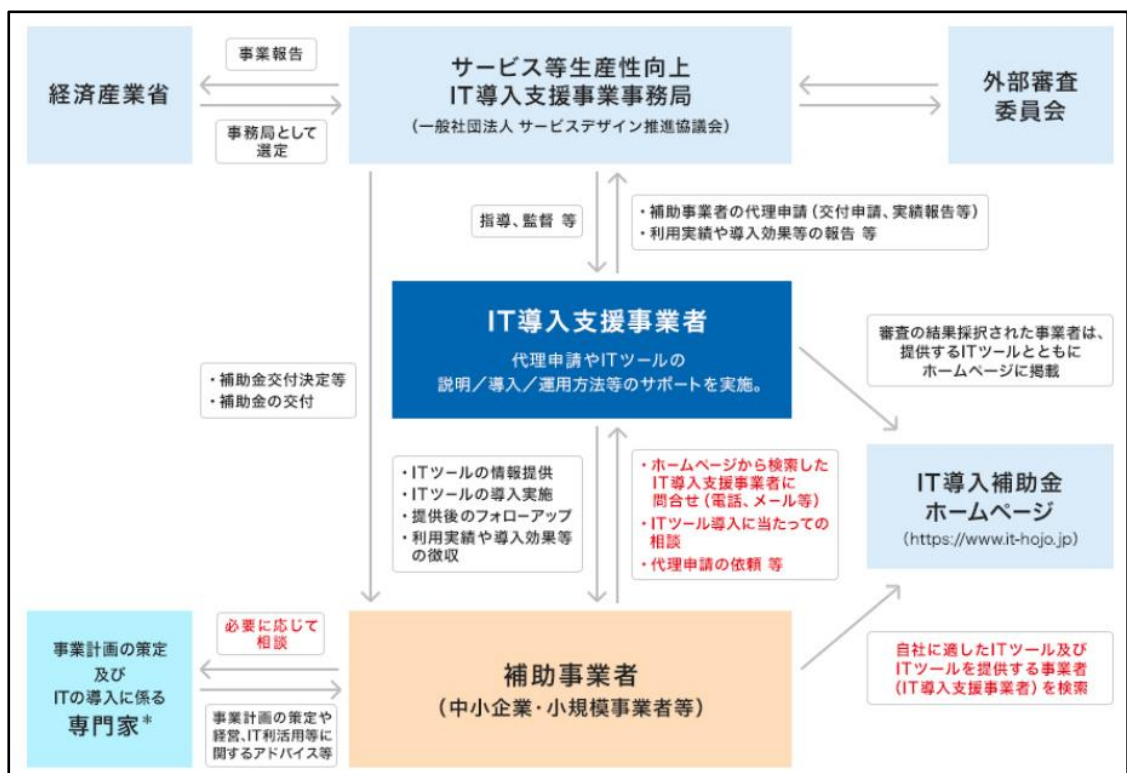 経済産業省
事業報告
事務局として
選定
サービス等生産性向上
IT導入支援事業事務局
（一般社団法人 サービスデザイン推進協議会）
外部審査
委員会
指導、監督 等
・補助事業者の代理申請（交付申請、実績報告等）
・利用実績や導入効果等の報告 等
IT導入支援事業者
代理申請やITツールの
説明／導入／運用方法等のサポートを実施。
審査の結果採択された事業者は、
提供するITツールとともに
ホームページに掲載
・補助金交付決定等
・補助金の交付
・ITツールの情報提供
・ITツールの導入実施
・提供後のフォローアップ
・利用実績や導入効果等
の徴収
・ホームページから検索した
IT導入支援事業者に
問合せ（電話、メール等）
・ITツール導入に当たっての
相談
・代理申請の依頼 等
IT導入補助金
ホームページ
（https://www.it-hojo.jp）
事業計画の策定
及び
ITの導入に係る
専門家*
必要に応じて
相談
事業計画の策定や
経営、IT利活用等に
関するアドバイス等
補助事業者
（中小企業・小規模事業者等）
自社に適したITツール及び
ITツールを提供する事業者
（IT導入支援事業者）を検索